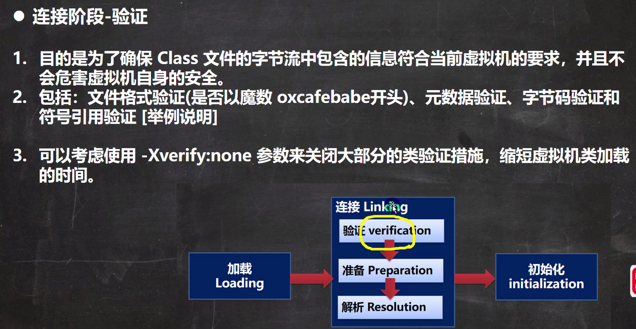 ● 连接阶段-验证
1. 目的是为了确保 Class 文件的字节流中包含的信息符合当前虚拟机的要求，并且不
会危害虚拟机自身的安全。
2. 包括：文件格式验证(是否以魔数 oxcafebabe开头)、元数据验证、字节码验证和
符号引用验证 [举例说明]
3. 可以考虑使用 -Xverify:none 参数来关闭大部分的类验证措施，缩短虚拟机类加载
的时间。
连接 Linking
验证 verification
加载
Loading
准备 Preparation
初始化
initialization
解析 Resolution